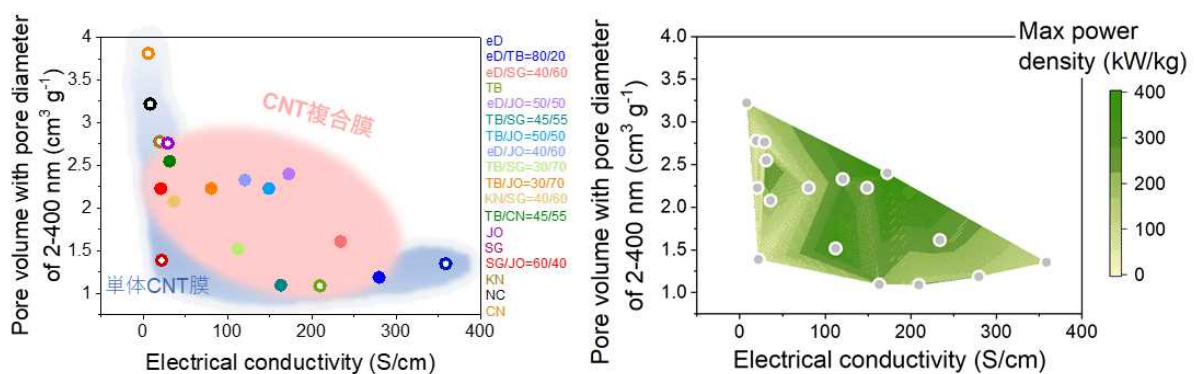 Pore volume with pore diameter
of 2-400 nm (cm³ g⁻¹)
4
3
2
1
0
100
200
300
400
Electrical conductivity (S/cm)
CNT複合膜
単体CNT膜
eD
eD/TB=80/20
eD/SG=40/60
TB
eD/JO=50/50
TB/SG=45/55
TB/JO=50/50
eD/JO=40/60
TB/SG=30/70
TB/JO=30/70
KN/SG=40/60
TB/CN=45/55
JO
SG
SG/JO=60/40
KN
NC
CN
Pore volume with pore diameter
of 2-400 nm (cm³ g⁻¹)
4.0
3.5
3.0
2.5
2.0
1.5
1.0
0
100
200
300
400
Electrical conductivity (S/cm)
Max power
density (kW/kg)
400
300
200
100
0